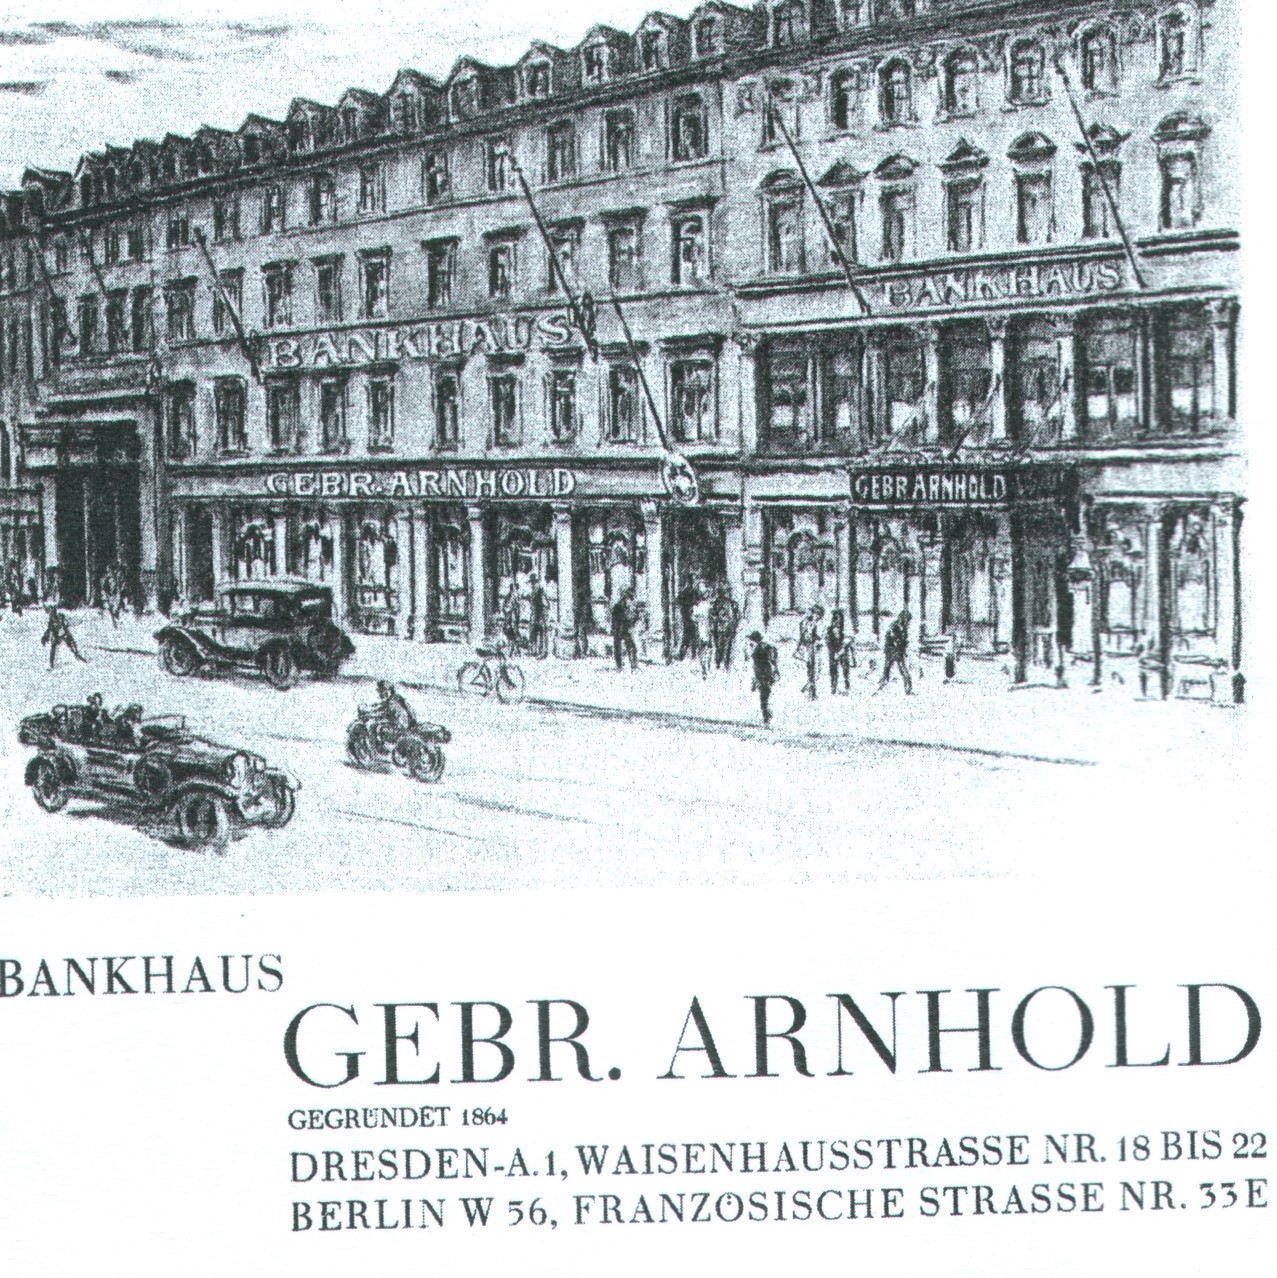 BANKHAUS
BANKHAUS
GEBR. ARNHOLD
GEBR ARNHOLD
BANKHAUS
GEBR. ARNHOLD
GEGRÜNDET 1864
DRESDEN-A.1, WAISENHAUSSTRASSE NR. 18 BIS 22
BERLIN W 56, FRANZÖSISCHE STRASSE NR. 33E